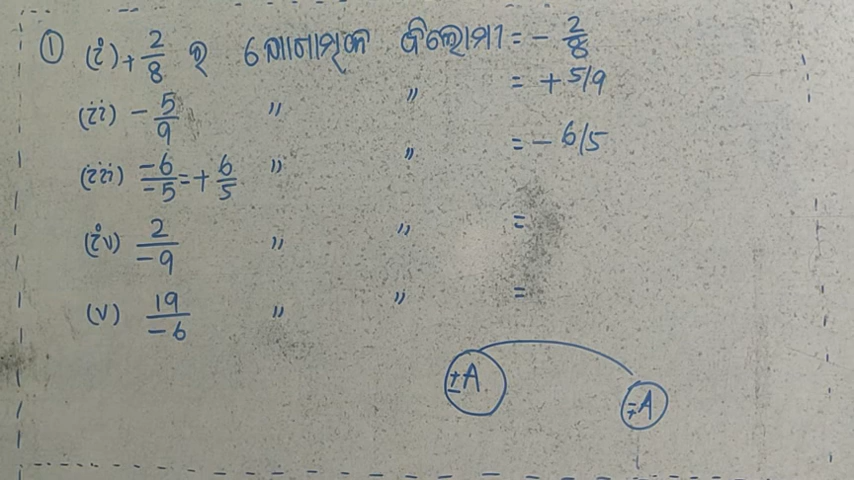 ① (i) + 2/8 ର ଯୋଗାତ୍ମକ ବିଲୋମୀ = - 2/8
(ii) - 5/9 " " = + 5/9
(iii) -6/-5 = + 6/5 " " = - 6/5
(iv) 2/-9 " " =
(v) 19/-6 " " =
±A ∓A